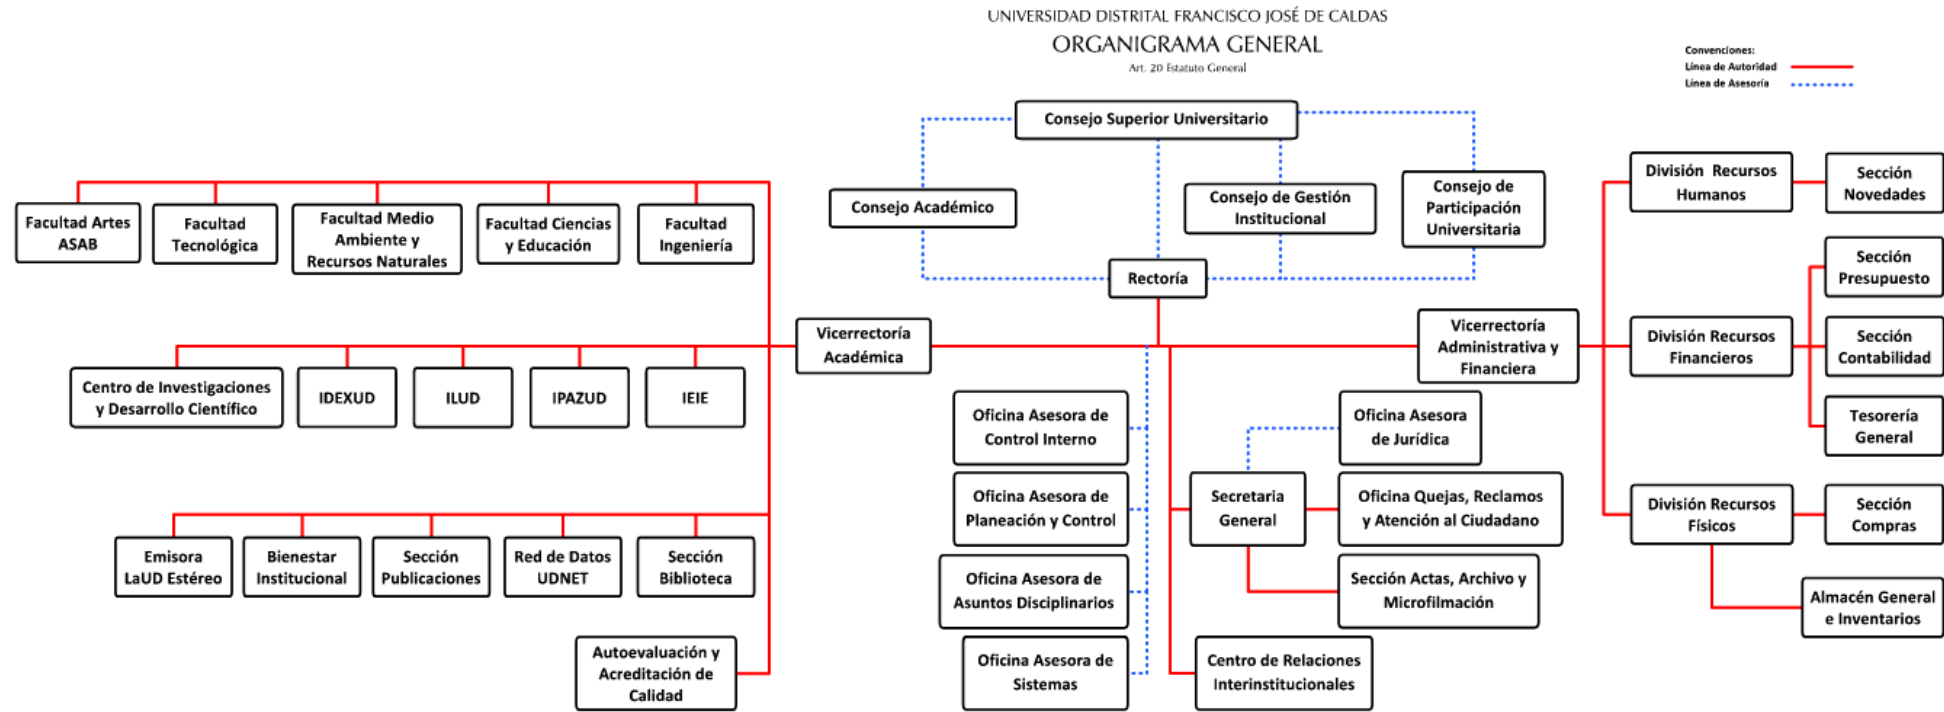 UNIVERSIDAD DISTRITAL FRANCISCO JOSÉ DE CALDAS
ORGANIGRAMA GENERAL
Art. 20 Estatuto General
Convenciones:
Línea de Autoridad
Línea de Asesoría
Consejo Superior Universitario
Consejo Académico
Consejo de Gestión
Institucional
Consejo de
Participación
Universitaria
Rectoría
Facultad Artes
ASAB
Facultad
Tecnológica
Facultad Medio
Ambiente y
Recursos Naturales
Facultad Ciencias
y Educación
Facultad
Ingeniería
Vicerrectoría
Académica
Centro de Investigaciones
y Desarrollo Científico
IDEXUD
ILUD
IPAZUD
IEIE
Emisora
LaUD Estéreo
Bienestar
Institucional
Sección
Publicaciones
Red de Datos
UDNET
Sección
Biblioteca
Autoevaluación y
Acreditación de
Calidad
Oficina Asesora de
Control Interno
Oficina Asesora de
Planeación y Control
Oficina Asesora de
Asuntos Disciplinarios
Oficina Asesora de
Sistemas
Oficina Asesora
de Jurídica
Secretaria
General
Oficina Quejas, Reclamos
y Atención al Ciudadano
Sección Actas, Archivo y
Microfilmación
Centro de Relaciones
Interinstitucionales
Vicerrectoría
Administrativa y
Financiera
División Recursos
Humanos
Sección
Novedades
División Recursos
Financieros
Sección
Presupuesto
Sección
Contabilidad
Tesorería
General
División Recursos
Físicos
Sección
Compras
Almacén General
e Inventarios